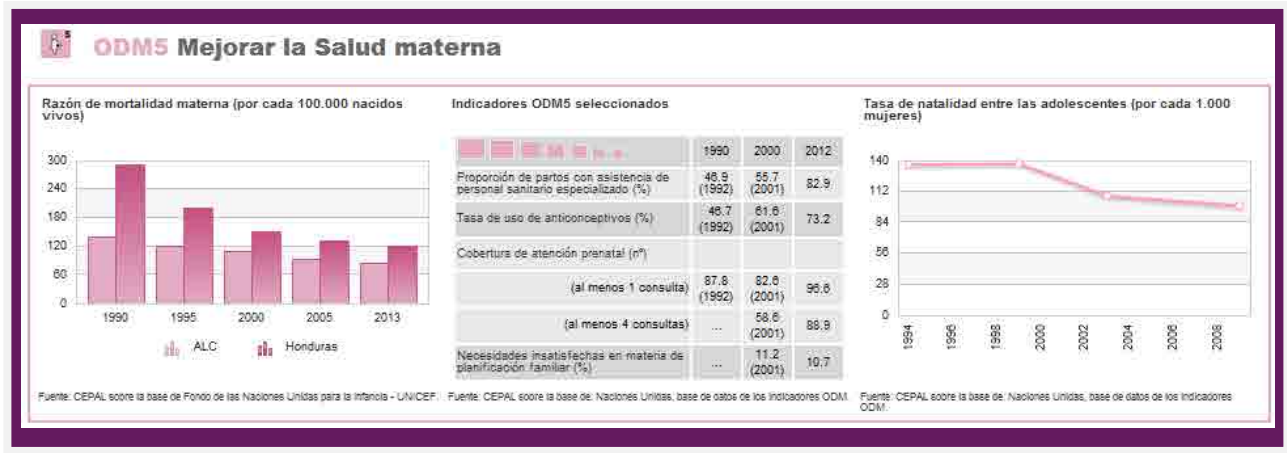 5
ODM5 Mejorar la Salud materna
Razón de mortalidad materna (por cada 100.000 nacidos
vivos)
300
240
180
120
60
0
1990 1995 2000 2005 2013
ALC Honduras
Fuente: CEPAL sobre la base de Fondo de las Naciones Unidas para la Infancia - UNICEF.
Indicadores ODM5 seleccionados
1990 2000 2012
Proporción de partos con asistencia de
personal sanitario especializado (%)
46.9 55.7 82.9
(1992) (2001)
Tasa de uso de anticonceptivos (%)
46.7 61.6 73.2
(1992) (2001)
Cobertura de atención prenatal (nº)
(al menos 1 consulta)
87.8 82.6 96.6
(1992) (2001)
(al menos 4 consultas)
... 58.6 88.9
(2001)
Necesidades insatisfechas en materia de
planificación familiar (%)
... 11.2 10.7
(2001)
Fuente: CEPAL sobre la base de: Naciones Unidas, base de datos de los indicadores ODM.
Tasa de natalidad entre las adolescentes (por cada 1.000
mujeres)
140
112
84
56
28
0
1994 1996 1998 2000 2002 2004 2006 2008
Fuente: CEPAL sobre la base de: Naciones Unidas, base de datos de los indicadores
ODM.